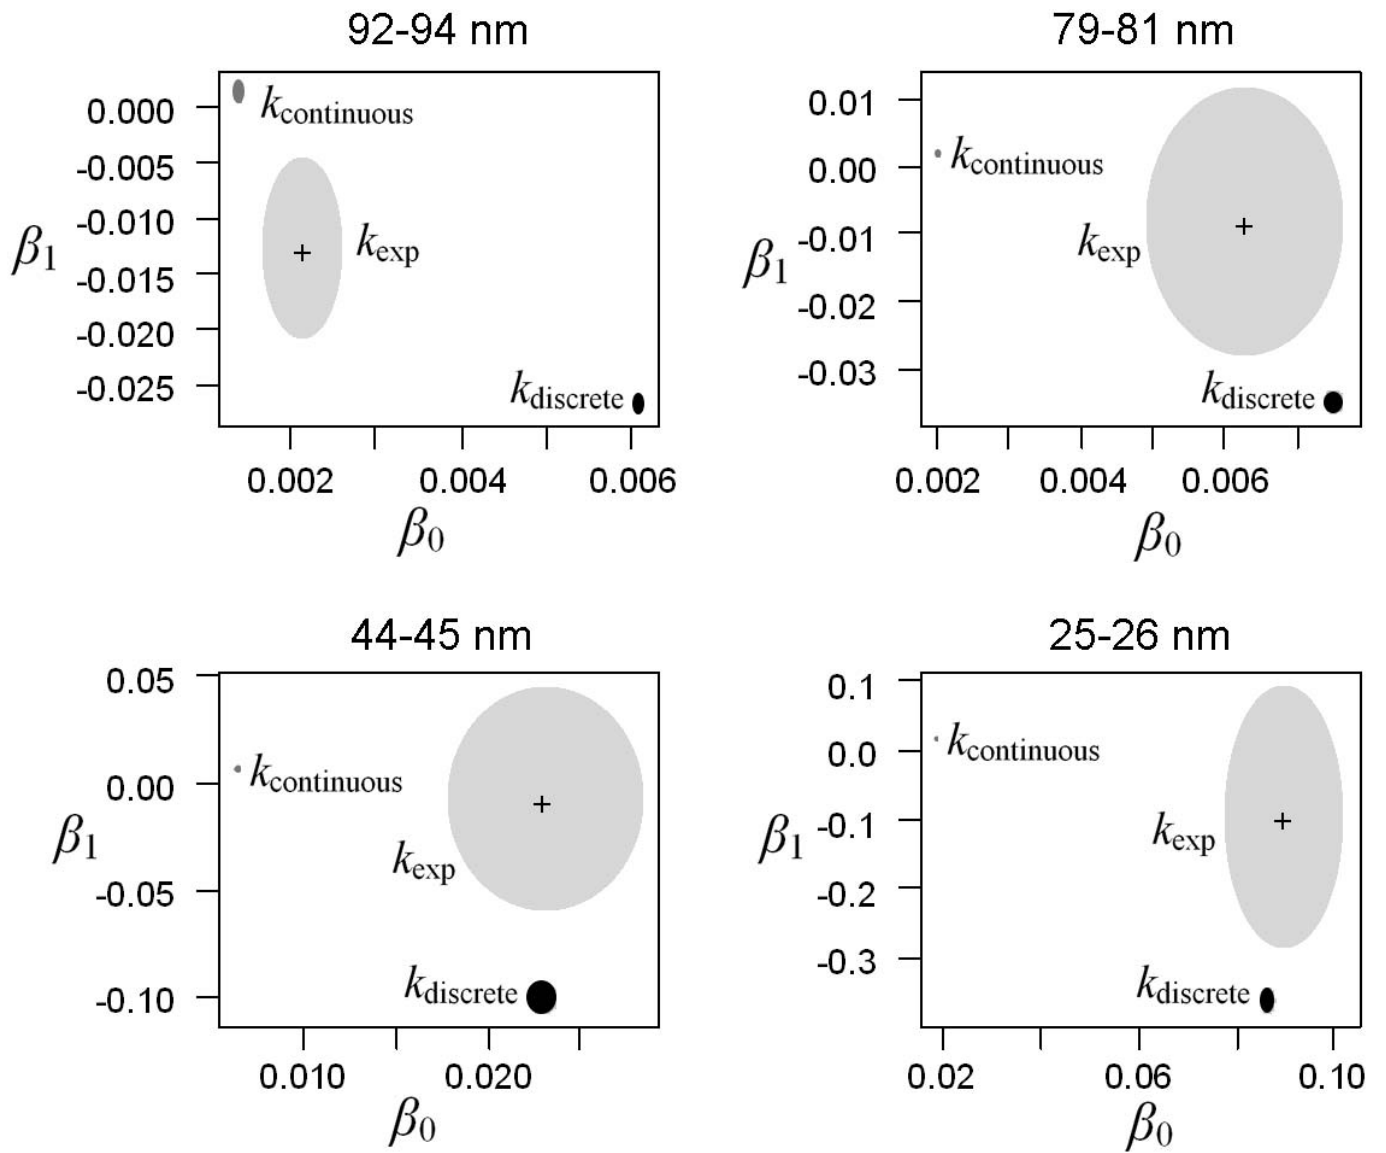 92-94 nm
0.000
-0.005
-0.010
-0.015
-0.020
-0.025
β1
kcontinuous
kexp
kdiscrete
0.002 0.004 0.006
β0
79-81 nm
0.01
0.00
-0.01
-0.02
-0.03
β1
kcontinuous
kexp
kdiscrete
0.002 0.004 0.006
β0
44-45 nm
0.05
0.00
-0.05
-0.10
β1
kcontinuous
kexp
kdiscrete
0.010 0.020
β0
25-26 nm
0.1
0.0
-0.1
-0.2
-0.3
β1
kcontinuous
kexp
kdiscrete
0.02 0.06 0.10
β0